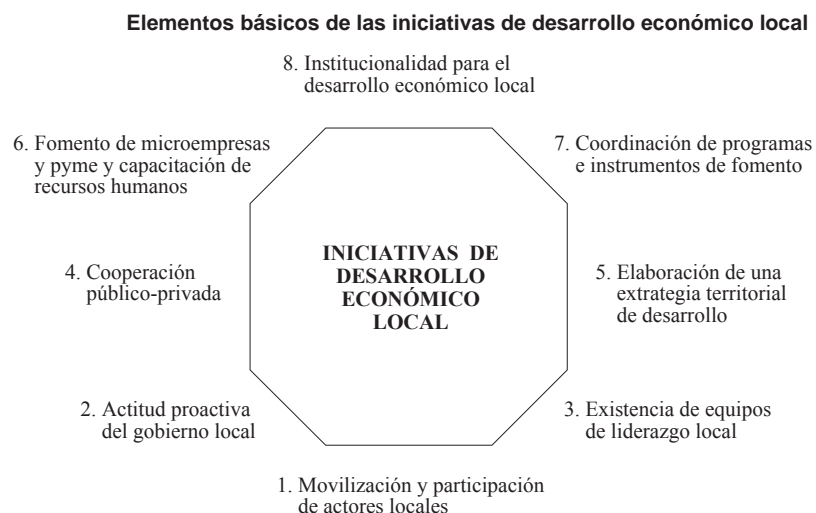 Elementos básicos de las iniciativas de desarrollo económico local
8. Institucionalidad para el
desarrollo económico local
6. Fomento de microempresas
y pyme y capacitación de
recursos humanos
7. Coordinación de programas
e instrumentos de fomento
INICIATIVAS DE
DESARROLLO
ECONÓMICO
LOCAL
4. Cooperación
público-privada
5. Elaboración de una
extrategia territorial
de desarrollo
2. Actitud proactiva
del gobierno local
3. Existencia de equipos
de liderazgo local
1. Movilización y participación
de actores locales